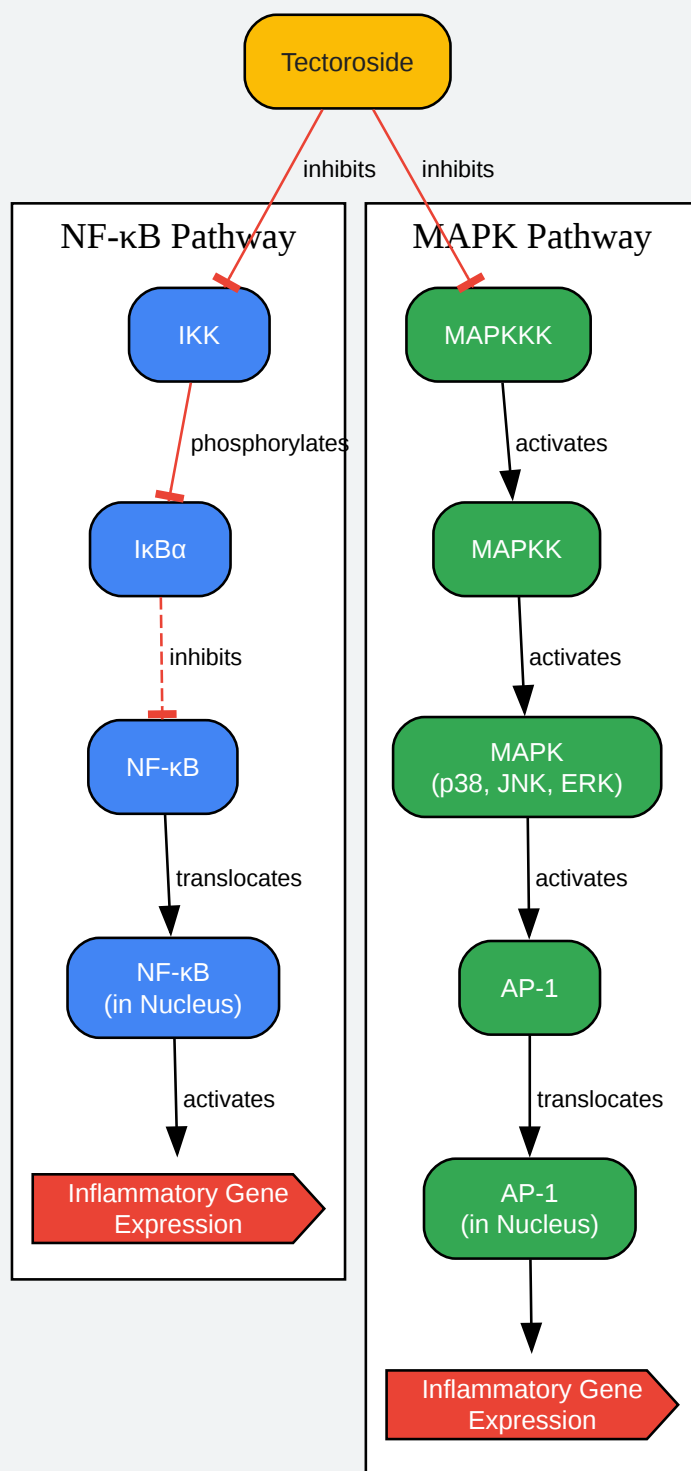 Tectoroside
inhibits
inhibits
NF-κB Pathway
IKK
phosphorylates
IκBα
inhibits
NF-κB
translocates
NF-κB
(in Nucleus)
activates
Inflammatory Gene
Expression
MAPK Pathway
MAPKKK
activates
MAPKK
activates
MAPK
(p38, JNK, ERK)
activates
AP-1
translocates
AP-1
(in Nucleus)
Inflammatory Gene
Expression